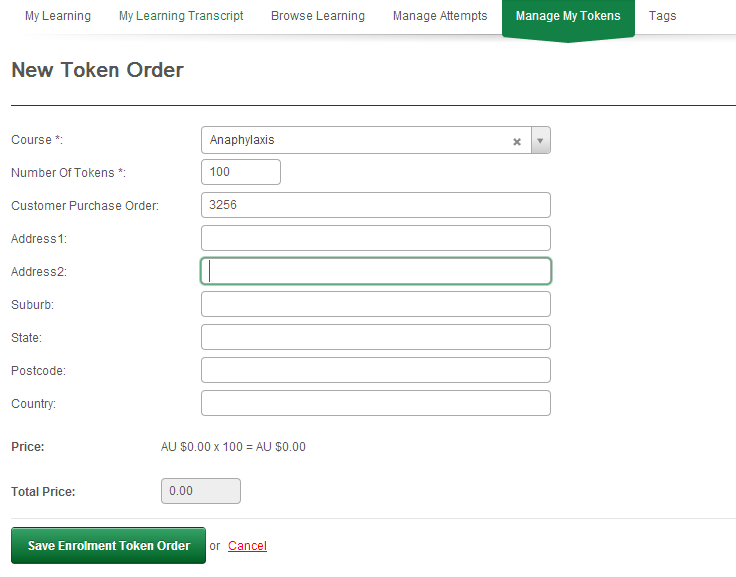 My Learning My Learning Transcript Browse Learning Manage Attempts Manage My Tokens Tags
New Token Order
Course *: Anaphylaxis
Number Of Tokens *: 100
Customer Purchase Order: 3256
Address1:
Address2:
Suburb:
State:
Postcode:
Country:
Price: AU $0.00 x 100 = AU $0.00
Total Price: 0.00
Save Enrolment Token Order or Cancel